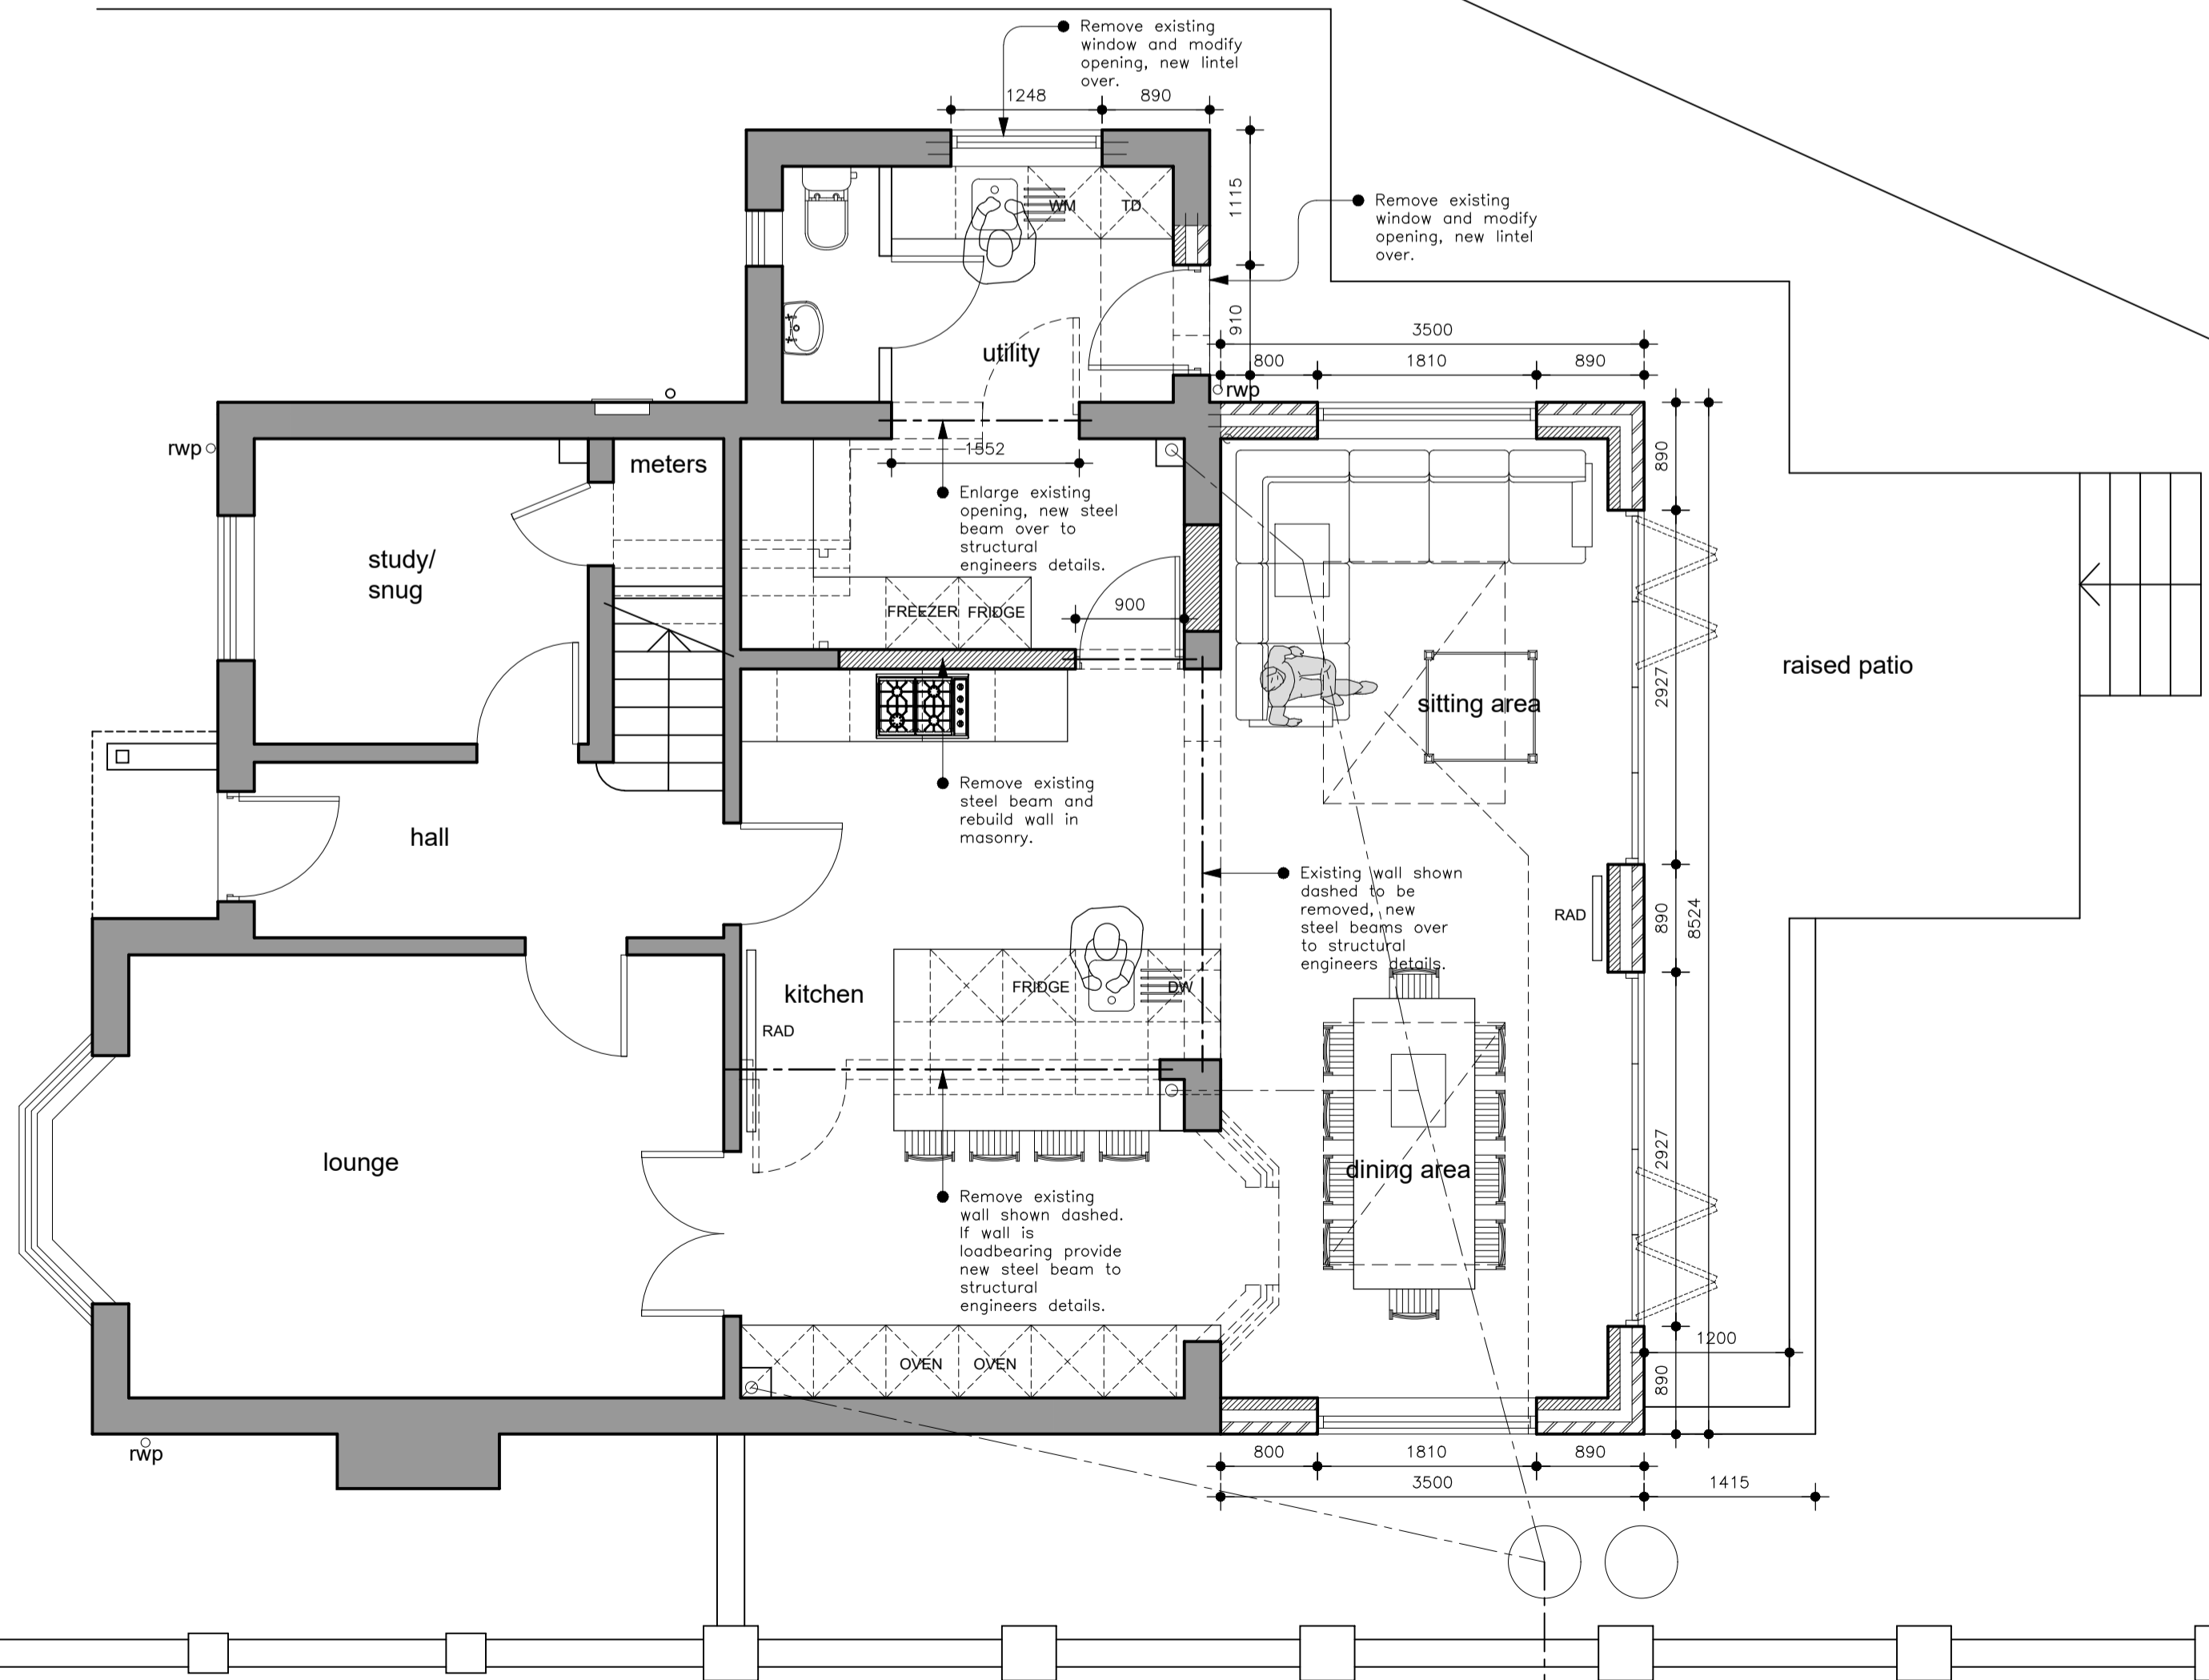 Remove existing
window and modify
opening, new lintel
over.
1248
890
1115
Remove existing
window and modify
opening, new lintel
over.
WM
TD
910
utility
3500
800
1810
890
rwp
rwp
meters
1552
890
Enlarge existing
opening, new steel
beam over to
structural
engineers details.
study/
snug
FREEZER
FRIDGE
900
2927
raised patio
sitting area
Remove existing
steel beam and
rebuild wall in
masonry.
hall
Existing wall shown
dashed to be
removed, new
steel beams over
to structural
engineers details.
RAD
890
8524
kitchen
FRIDGE
DW
RAD
lounge
dining area
2927
Remove existing
wall shown dashed.
If wall is
loadbearing provide
new steel beam to
structural
engineers details.
OVEN
OVEN
1200
890
rwp
800
1810
890
3500
1415